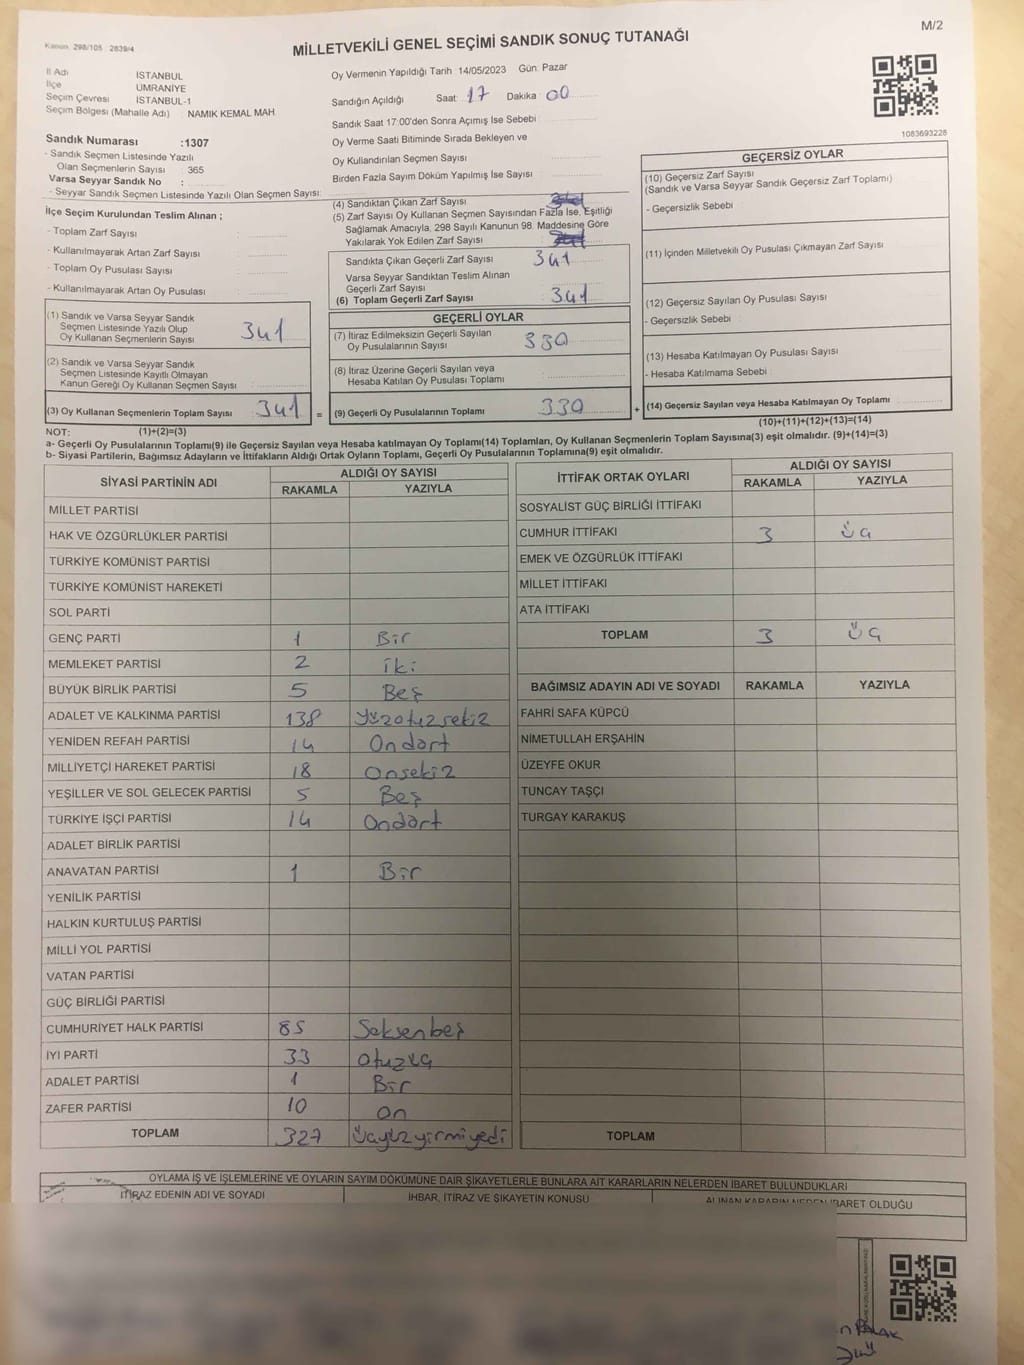 M/2
Kanun 298/105 2839/4
MİLLETVEKİLİ GENEL SEÇİMİ SANDIK SONUÇ TUTANAĞI
İl Adı İSTANBUL
İlçe ÜMRANİYE
Seçim Çevresi İSTANBUL-1
Seçim Bölgesi (Mahalle Adı) : NAMIK KEMAL MAH.
Oy Vermenin Yapıldığı Tarih 14/05/2023 Gün: Pazar
Sandığın Açıldığı Saat: 17 Dakika: 00
Sandık Saat 17:00'den Sonra Açımış İse Sebebi
Oy Verme Saati Bitiminde Sırada Bekleyen ve
Oy Kullandırılan Seçmen Sayısı
Birden Fazla Sayım Döküm Yapılmış İse Sayısı
1083693228
Sandık Numarası :1307
- Sandık Seçmen Listesinde Yazılı
Olan Seçmenlerin Sayısı : 365
Varsa Seyyar Sandık No :
- Seyyar Sandık Seçmen Listesinde Yazılı Olan Seçmen Sayısı:
İlçe Seçim Kurulundan Teslim Alınan ;
- Toplam Zarf Sayısı
- Kullanılmayarak Artan Zarf Sayısı
- Toplam Oy Pusulası Sayısı
- Kullanılmayarak Artan Oy Pusulası
(1) Sandık ve Varsa Seyyar Sandık
Seçmen Listesinde Yazılı Olup
Oy Kullanan Seçmenlerin Sayısı 341
(2) Sandık ve Varsa Seyyar Sandık
Seçmen Listesinde Kayıtlı Olmayan
Kanun Gereği Oy Kullanan Seçmen Sayısı
(3) Oy Kullanan Seçmenlerin Toplam Sayısı 341 =
(1)+(2)=(3)
(4) Sandıktan Çıkan Zarf Sayısı
(5) Zarf Sayısı Oy Kullanan Seçmen Sayısından Fazla İse, Eşitliği
Sağlamak Amacıyla, 298 Sayılı Kanunun 98. Maddesine Göre
Yakılarak Yok Edilen Zarf Sayısı
Sandıkta Çıkan Geçerli Zarf Sayısı 341
Varsa Seyyar Sandıktan Teslim Alınan
Geçerli Zarf Sayısı
(6) Toplam Geçerli Zarf Sayısı 341
GEÇERLİ OYLAR
(7) İtiraz Edilmeksizin Geçerli Sayılan
Oy Pusulalarının Sayısı 330
(8) İtiraz Üzerine Geçerli Sayılan veya
Hesaba Katılan Oy Pusulası Toplamı
(9) Geçerli Oy Pusulalarının Toplamı 330 +
GEÇERSİZ OYLAR
(10) Geçersiz Zarf Sayısı
(Sandık ve Varsa Seyyar Sandık Geçersiz Zarf Toplamı)
- Geçersizlik Sebebi
(11) İçinden Milletvekili Oy Pusulası Çıkmayan Zarf Sayısı
(12) Geçersiz Sayılan Oy Pusulası Sayısı
- Geçersizlik Sebebi
(13) Hesaba Katılmayan Oy Pusulası Sayısı
- Hesaba Katılmama Sebebi
(14) Geçersiz Sayılan veya Hesaba Katılmayan Oy Toplamı
(10)+(11)+(12)+(13)=(14)
NOT:
a- Geçerli Oy Pusulalarının Toplamı(9) ile Geçersiz Sayılan veya Hesaba katılmayan Oy Toplamı(14) Toplamları, Oy Kullanan Seçmenlerin Toplam Sayısına(3) eşit olmalıdır. (9)+(14)=(3)
b- Siyasi Partilerin, Bağımsız Adayların ve İttifakların Aldığı Ortak Oyların Toplamı, Geçerli Oy Pusulalarının Toplamına(9) eşit olmalıdır.
SİYASİ PARTİNİN ADI ALDIĞI OY SAYISI
RAKAMLA YAZIYLA
MİLLET PARTİSİ
HAK VE ÖZGÜRLÜKLER PARTİSİ
TÜRKİYE KOMÜNİST PARTİSİ
TÜRKİYE KOMÜNİST HAREKETİ
SOL PARTİ
GENÇ PARTİ 1 Bir
MEMLEKET PARTİSİ 2 iki
BÜYÜK BİRLİK PARTİSİ 5 Beş
ADALET VE KALKINMA PARTİSİ 138 Yüzotuzsekiz
YENİDEN REFAH PARTİSİ 14 Ondört
MİLLİYETÇİ HAREKET PARTİSİ 18 Onsekiz
YEŞİLLER VE SOL GELECEK PARTİSİ 5 Beş
TÜRKİYE İŞÇİ PARTİSİ 14 Ondört
ADALET BİRLİK PARTİSİ
ANAVATAN PARTİSİ 1 Bir
YENİLİK PARTİSİ
HALKIN KURTULUŞ PARTİSİ
MİLLİ YOL PARTİSİ
VATAN PARTİSİ
GÜÇ BİRLİĞİ PARTİSİ
CUMHURİYET HALK PARTİSİ 85 Seksenbeş
İYİ PARTİ 33 Otuzüç
ADALET PARTİSİ 1 Bir
ZAFER PARTİSİ 10 on
TOPLAM 327 Üçyüzyirmiyedi
İTTİFAK ORTAK OYLARI ALDIĞI OY SAYISI
RAKAMLA YAZIYLA
SOSYALİST GÜÇ BİRLİĞİ İTTİFAKI
CUMHUR İTTİFAKI 3 Üç
EMEK VE ÖZGÜRLÜK İTTİFAKI
MİLLET İTTİFAKI
ATA İTTİFAKI
TOPLAM 3 Üç
BAĞIMSIZ ADAYIN ADI VE SOYADI RAKAMLA YAZIYLA
FAHRİ SAFA KÜPCÜ
NİMETULLAH ERŞAHİN
ÜZEYFE OKUR
TUNCAY TAŞÇI
TURGAY KARAKUŞ
TOPLAM
OYLAMA İŞ VE İŞLEMLERİNE VE OYLARIN SAYIM DÖKÜMÜNE DAİR ŞİKAYETLERLE BUNLARA AİT KARARLARIN NELERDEN İBARET BULUNDUKLARI
İTİRAZ EDENİN ADI VE SOYADI İHBAR, İTİRAZ VE ŞİKAYETİN KONUSU ALINAN KARARIN NEDEN İBARET OLDUĞU